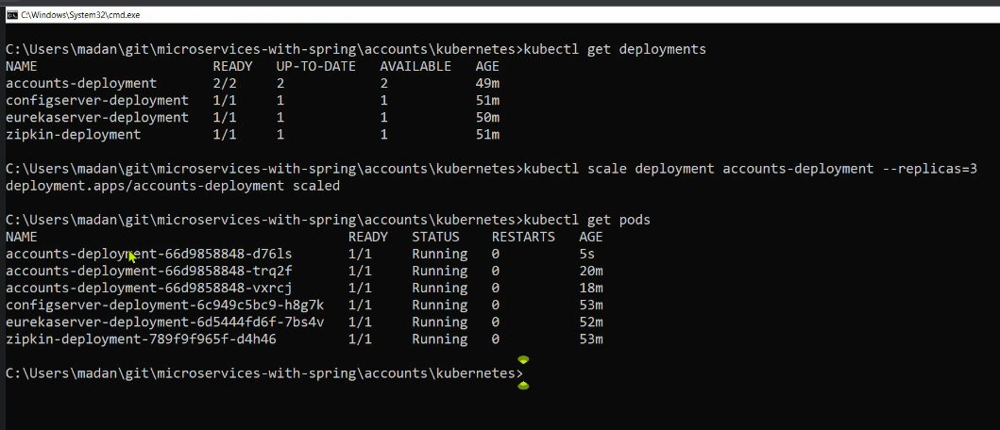 C:\Windows\System32\cmd.exe
C:\Users\madan\git\microservices-with-spring\accounts\kubernetes>kubectl get deployments
NAME READY UP-TO-DATE AVAILABLE AGE
accounts-deployment 2/2 2 2 49m
configserver-deployment 1/1 1 1 51m
eurekaserver-deployment 1/1 1 1 50m
zipkin-deployment 1/1 1 1 51m
C:\Users\madan\git\microservices-with-spring\accounts\kubernetes>kubectl scale deployment accounts-deployment --replicas=3
deployment.apps/accounts-deployment scaled
C:\Users\madan\git\microservices-with-spring\accounts\kubernetes>kubectl get pods
NAME READY STATUS RESTARTS AGE
accounts-deployment-66d9858848-d76ls 1/1 Running 0 5s
accounts-deployment-66d9858848-trq2f 1/1 Running 0 20m
accounts-deployment-66d9858848-vxrcj 1/1 Running 0 18m
configserver-deployment-6c949c5bc9-h8g7k 1/1 Running 0 53m
eurekaserver-deployment-6d5444fd6f-7bs4v 1/1 Running 0 52m
zipkin-deployment-789f9f965f-d4h46 1/1 Running 0 53m
C:\Users\madan\git\microservices-with-spring\accounts\kubernetes>